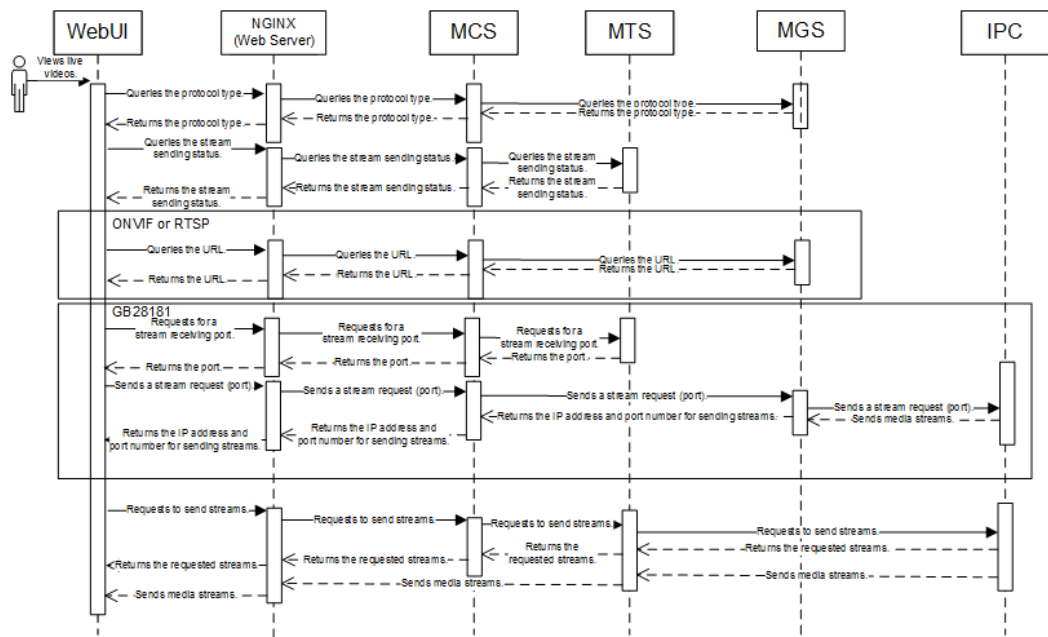 WebUI
NGINX
(Web Server)
MCS
MTS
MGS
IPC
Views live
videos.
Queries the protocol type.
Queries the protocol type.
Queries the protocol type.
Returns the protocol type.
Returns the protocol type.
Returns the protocol type.
Queries the stream
sending status.
Queries the stream sending status.
Queries the stream
sending status.
Returns the stream
sending status.
Returns the stream sending status.
Returns the stream
sending status.
ONVIF or RTSP
Queries the URL.
Queries the URL.
Queries the URL
Returns the URL
Returns the URL.
Returns the URL.
GB28181
Requests for a
stream receiving port.
Requests for a
stream receiving port.
Requests for a
stream receiving port.
Returns the port.
Returns the port.
Returns the port.
Sends a stream request (port).
Sends a stream request (port).
Sends a stream request (port).
Sends a stream request (port).
Sends media streams.
Returns the IP address and port number for sending streams.
Returns the IP address and
port number for sending streams.
Returns the IP address and
port number for sending streams.
Requests to send streams.
Requests to send streams.
Requests to send streams.
Requests to send streams.
Returns the requested streams.
Returns the
requested streams.
Returns the requested streams.
Returns the requested streams.
Sends media streams.
Sends media streams.
Sends media streams.